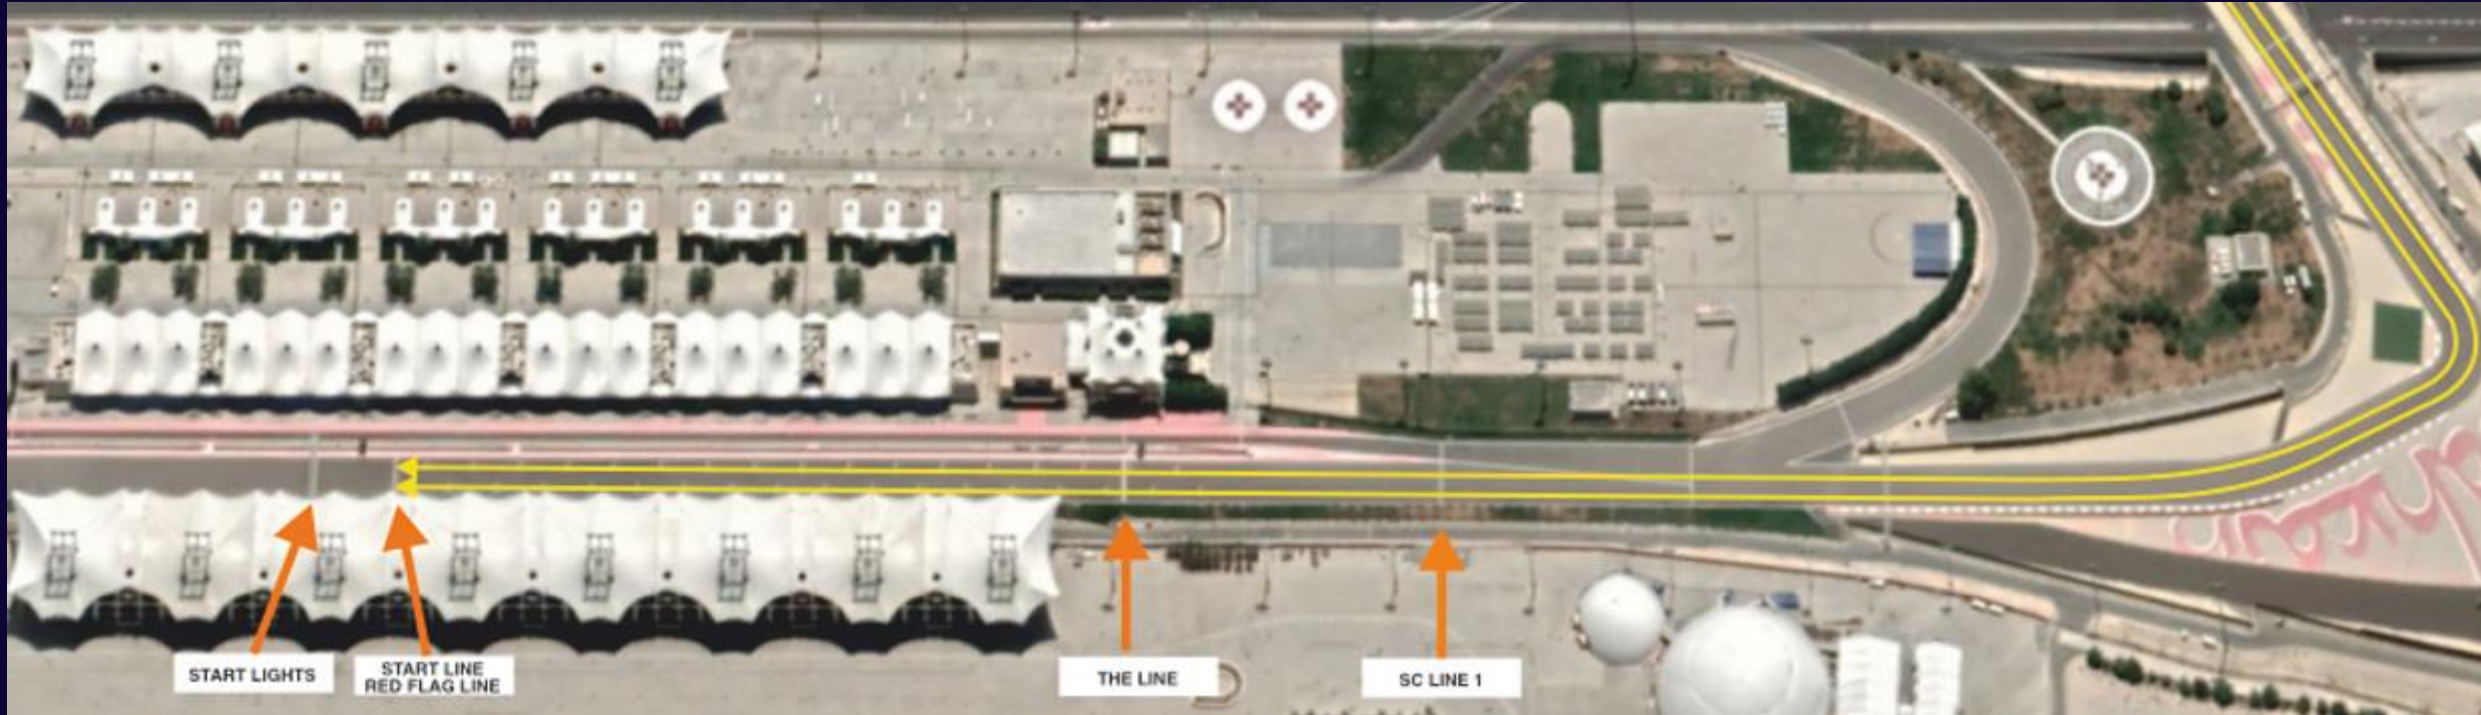 START LIGHTS
START LINE
RED FLAG LINE
THE LINE
SC LINE 1